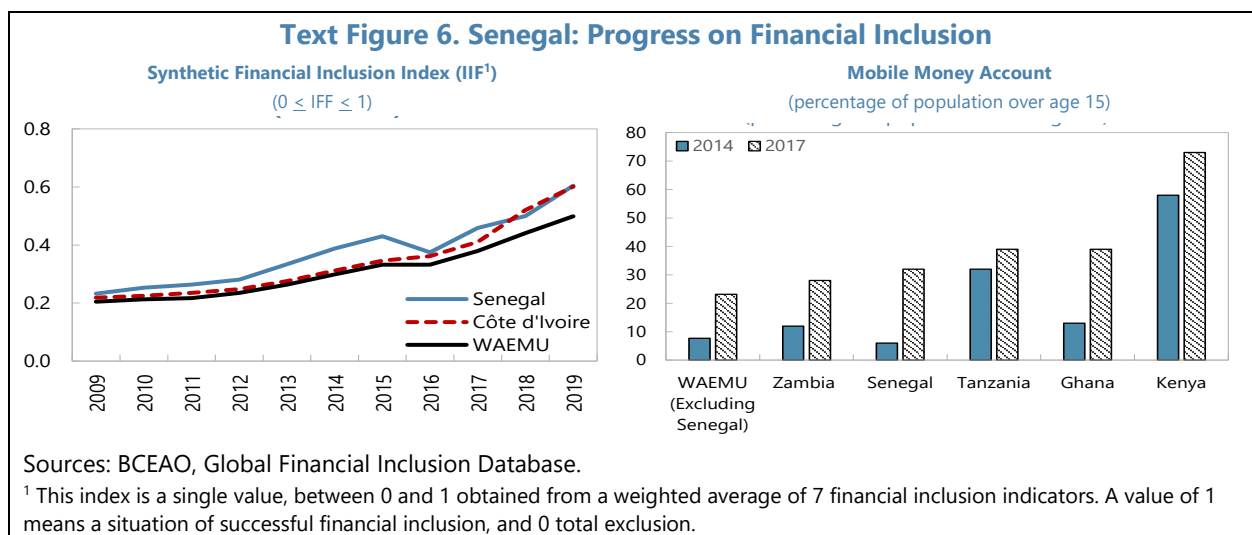 Text Figure 6. Senegal: Progress on Financial Inclusion
Synthetic Financial Inclusion Index (IIF1)
(0 ≤ IFF ≤ 1)
0.8
0.6
0.4
0.2
0.0
Senegal
Côte d'Ivoire
WAEMU
2009
2010
2011
2012
2013
2014
2015
2016
2017
2018
2019
Mobile Money Account
(percentage of population over age 15)
80
70
60
50
40
30
20
10
0
2014
2017
WAEMU
(Excluding
Senegal)
Zambia
Senegal
Tanzania
Ghana
Kenya
Sources: BCEAO, Global Financial Inclusion Database.
1 This index is a single value, between 0 and 1 obtained from a weighted average of 7 financial inclusion indicators. A value of 1
means a situation of successful financial inclusion, and 0 total exclusion.